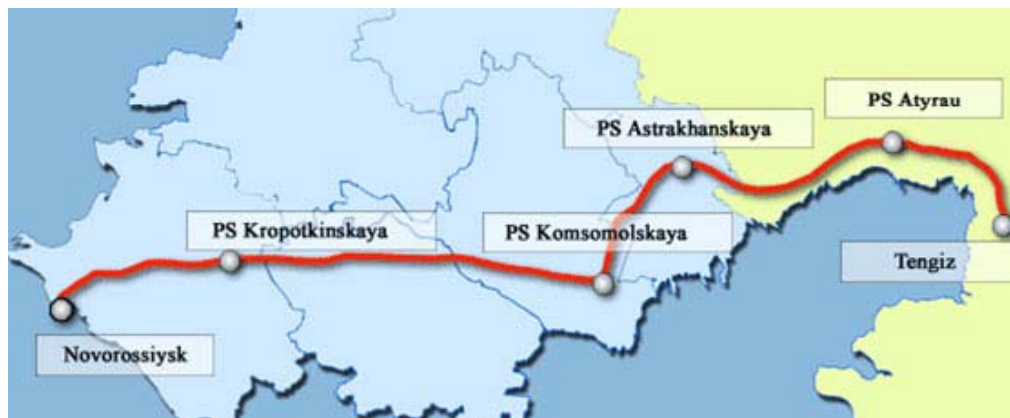 PS Atyrau
PS Astrakhanskaya
PS Kropotkinskaya
PS Komsomolskaya
Tengiz
Novorossiysk